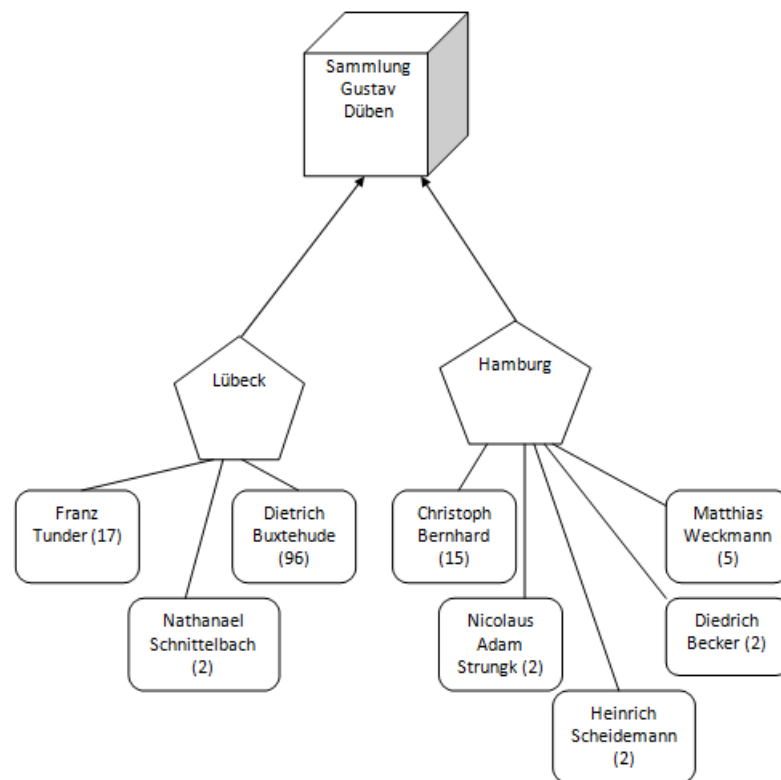 Sammlung
Gustav
Düben
Lübeck
Hamburg
Franz
Tunder (17)
Dietrich
Buxtehude
(96)
Christoph
Bernhard
(15)
Matthias
Weckmann
(5)
Nathanael
Schnittelbach
(2)
Nicolaus
Adam
Strungk (2)
Diedrich
Becker (2)
Heinrich
Scheidemann
(2)